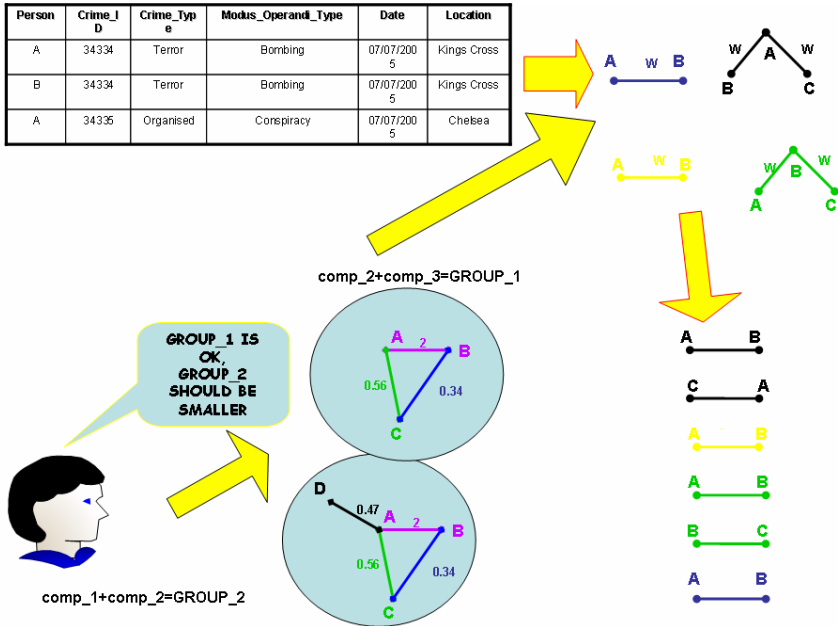 Person Crime_I Crime_Typ Modus_Operandi_Type Date Location
D e
A 34334 Terror Bombing 07/07/200 Kings Cross
5
B 34334 Terror Bombing 07/07/200 Kings Cross
5
A 34335 Organised Conspiracy 07/07/200 Chelsea
5
A w B
W W
A
B C
A W B
W W
B
A C
comp_2+comp_3=GROUP_1
GROUP_1 IS
OK,
GROUP_2
SHOULD BE
SMALLER
A 2 B
0.56 0.34
C
D
0.47
A 2 B
0.56 0.34
C
comp_1+comp_2=GROUP_2
A B
C A
A B
A B
B C
A B